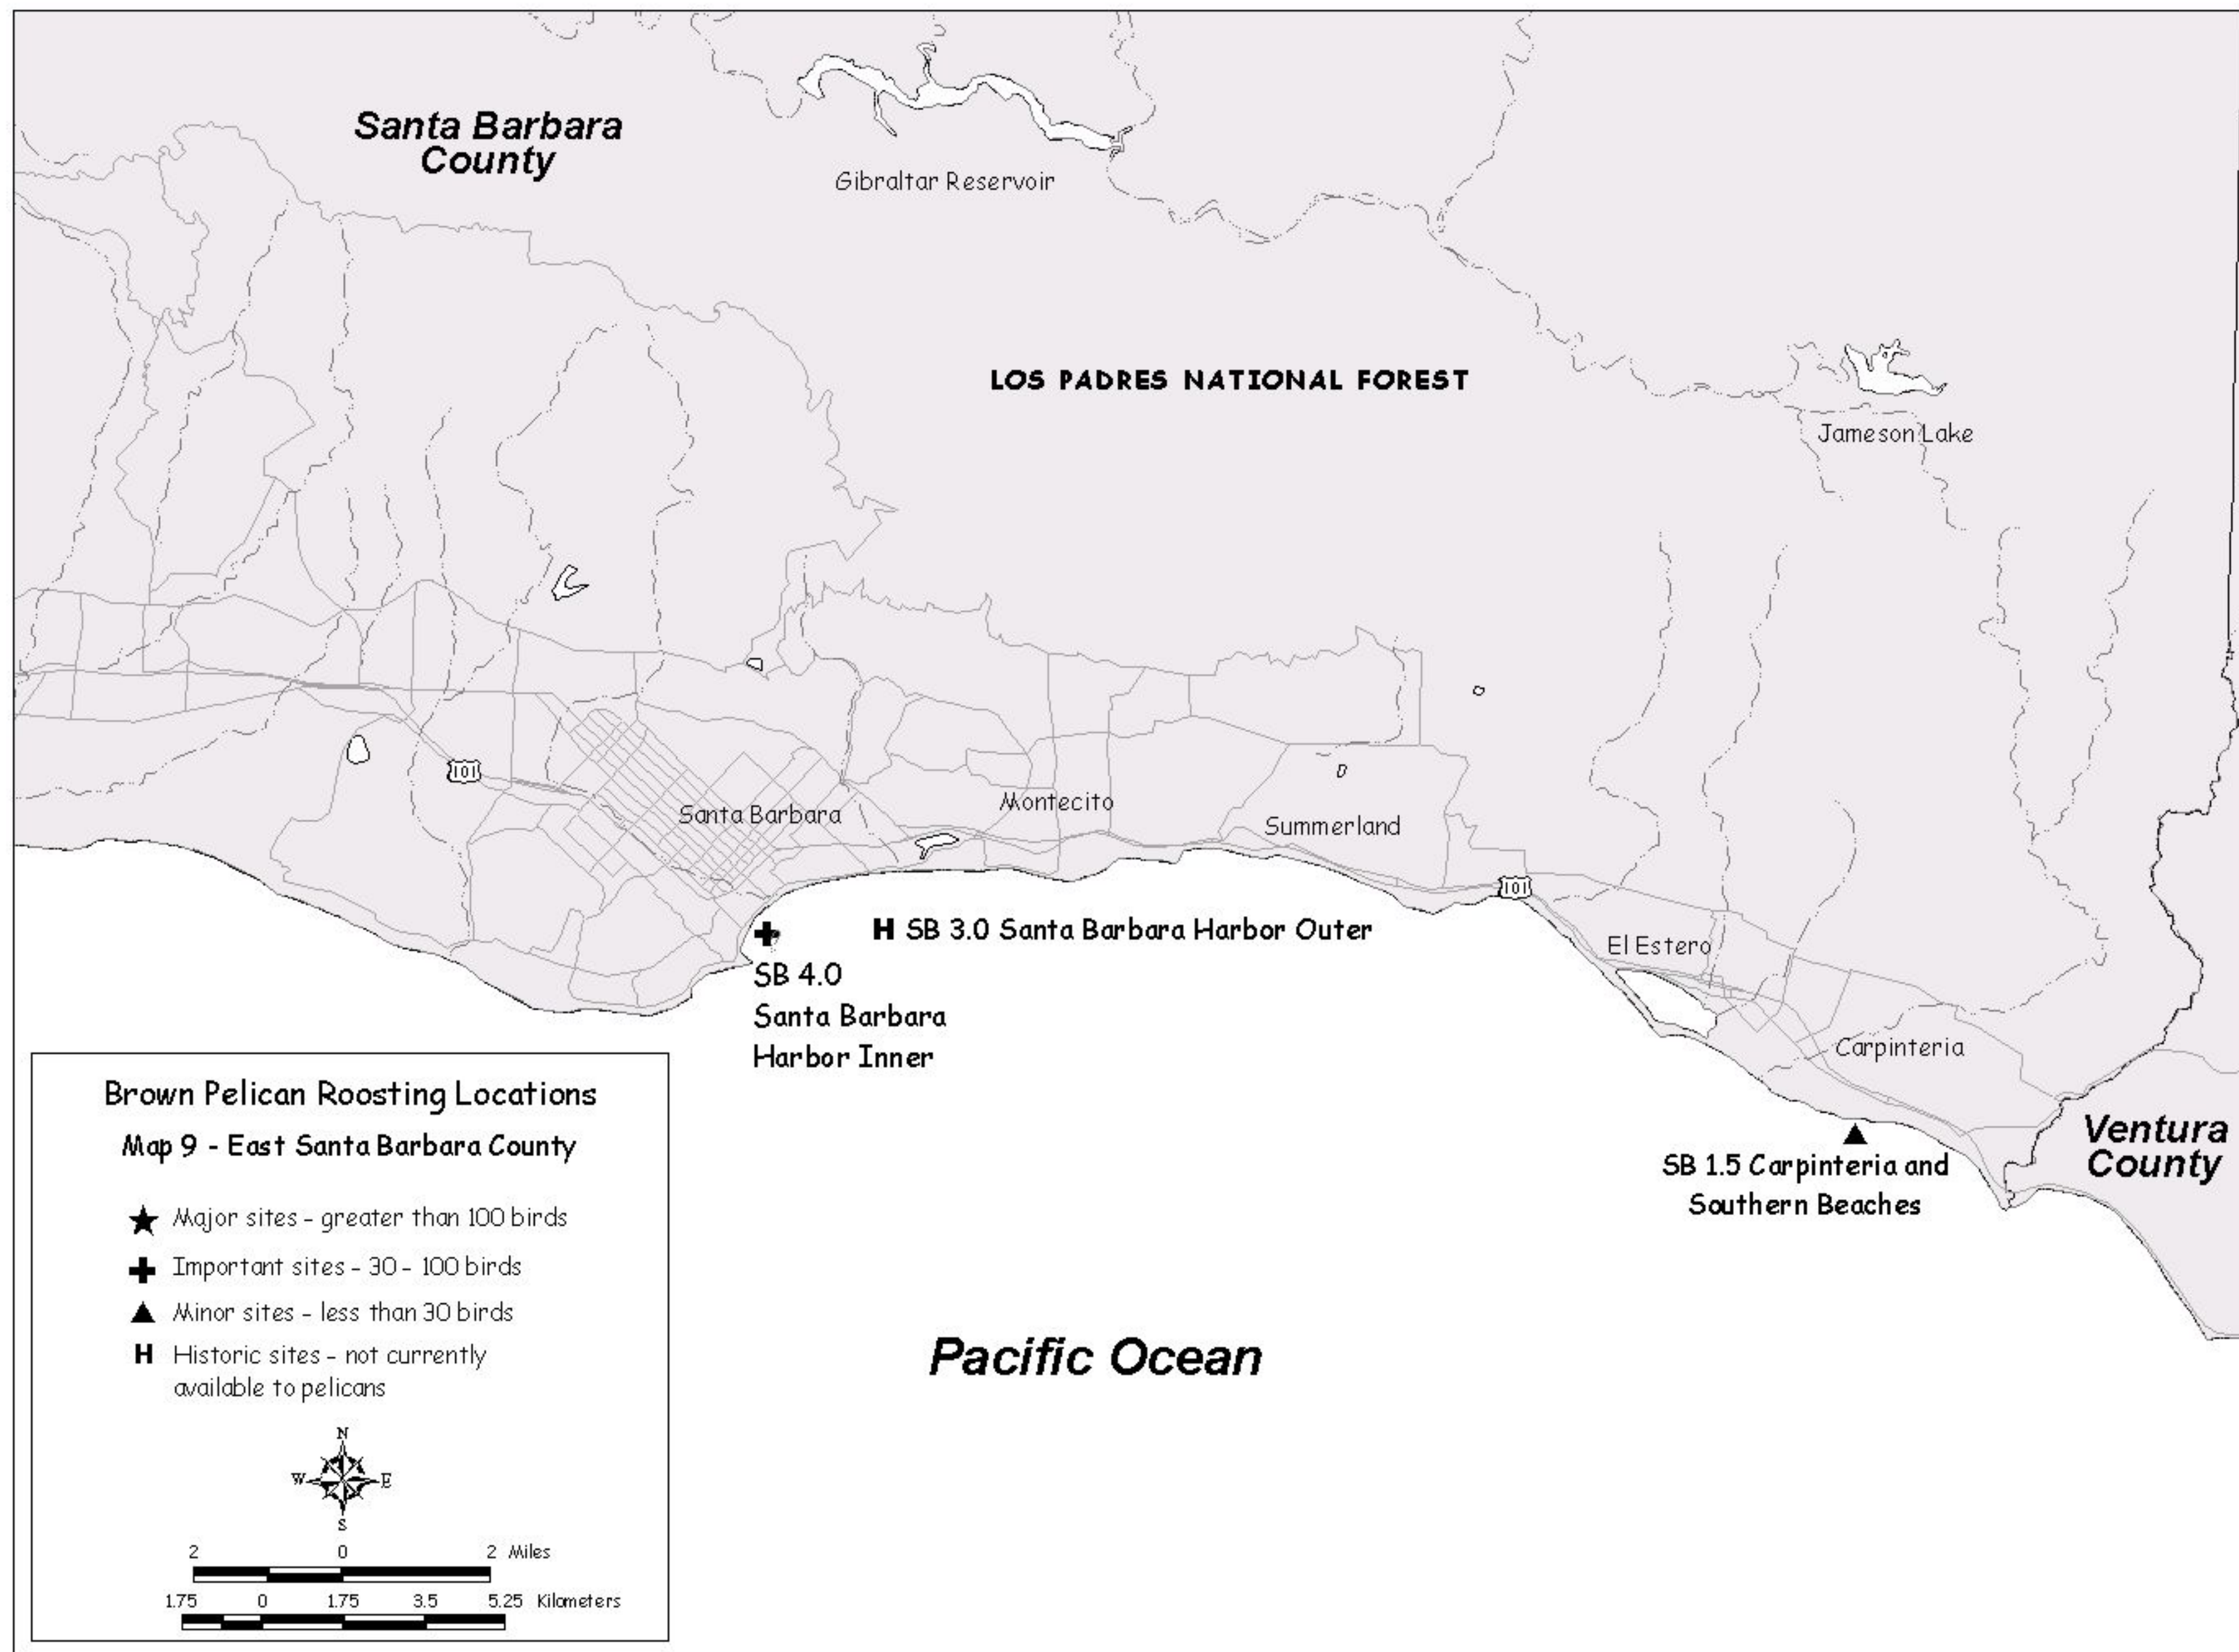 Santa Barbara
County
Gibraltar Reservoir
LOS PADRES NATIONAL FOREST
Jameson Lake
101
Santa Barbara
Montecito
Summerland
101
H SB 3.0 Santa Barbara Harbor Outer
El Estero
SB 4.0
Santa Barbara
Harbor Inner
Carpinteria
Ventura
County
SB 1.5 Carpinteria and
Southern Beaches
Pacific Ocean
Brown Pelican Roosting Locations
Map 9 - East Santa Barbara County
Major sites - greater than 100 birds
Important sites - 30 - 100 birds
Minor sites - less than 30 birds
H Historic sites - not currently
available to pelicans
N
W E
S
2 0 2 Miles
1.75 0 1.75 3.5 5.25 Kilometers